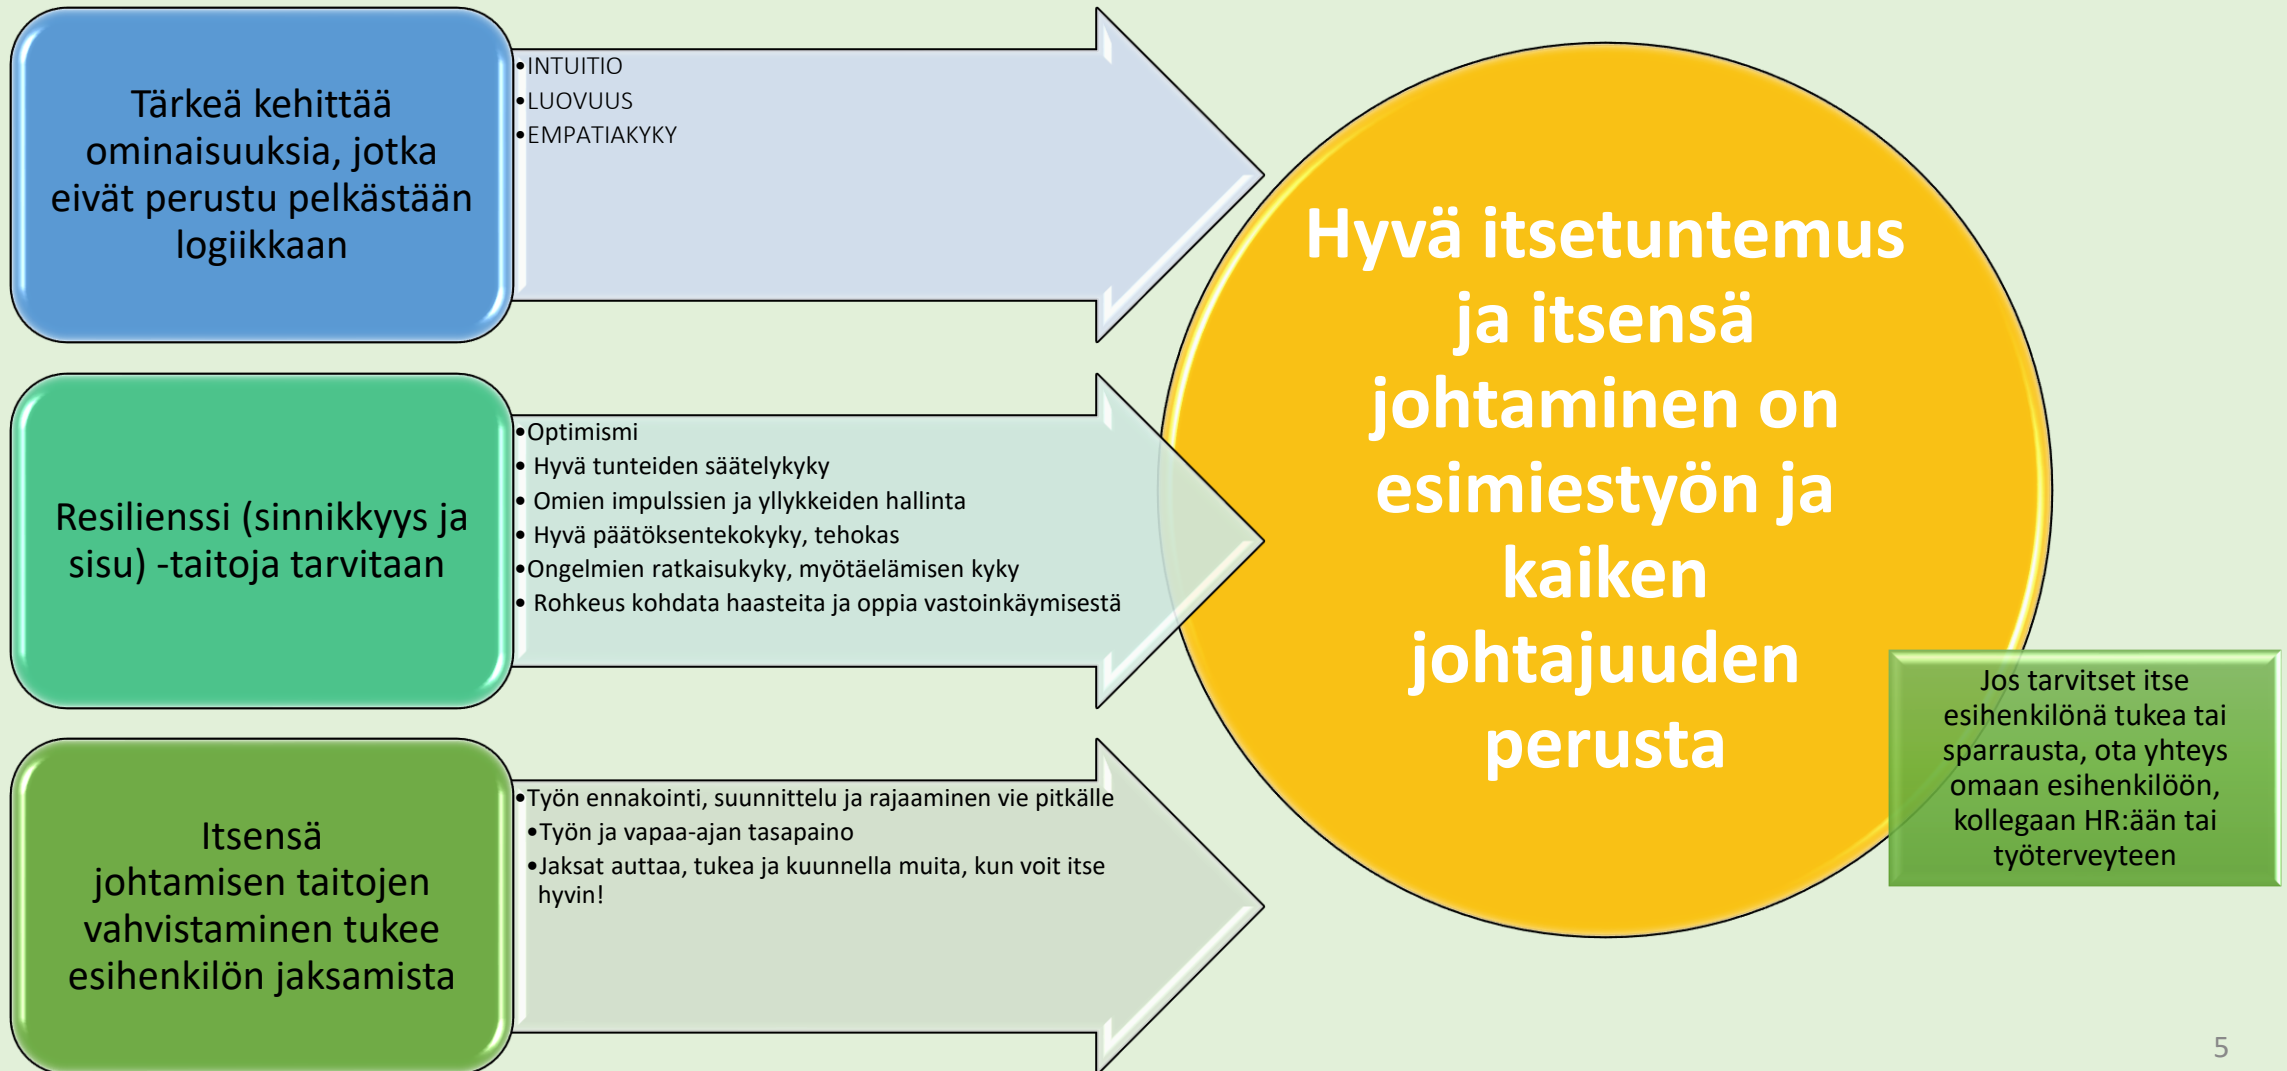 Tärkeä kehittää
ominaisuuksia, jotka
eivät perustu pelkästään
logiikkaan
•INTUITIO
•LUOVUUS
•EMPATIAKYKY
Resilienssi (sinnikkyys ja
sisu) -taitoja tarvitaan
•Optimismi
• Hyvä tunteiden säätelykyky
• Omien impulssien ja yllykkeiden hallinta
• Hyvä päätöksentekokyky, tehokas
•Ongelmien ratkaisukyky, myötäelämisen kyky
• Rohkeus kohdata haasteita ja oppia vastoinkäymisestä
Itsensä
johtamisen taitojen
vahvistaminen tukee
esihenkilön jaksamista
•Työn ennakointi, suunnittelu ja rajaaminen vie pitkälle
•Työn ja vapaa-ajan tasapaino
•Jaksat auttaa, tukea ja kuunnella muita, kun voit itse
hyvin!
Hyvä itsetuntemus
ja itsensä
johtaminen on
esimiestyön ja
kaiken
johtajuuden
perusta
Jos tarvitset itse
esihenkilönä tukea tai
sparrausta, ota yhteys
omaan esihenkilöön,
kollegaan HR:ään tai
työterveyteen
5